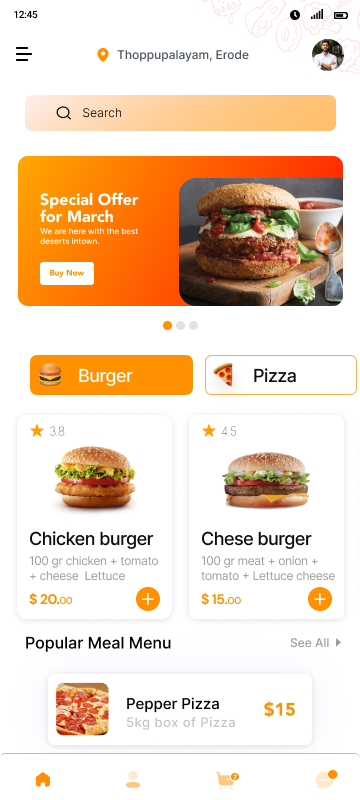 12:45
Thoppupalayam, Erode
Search
Special Offer
for March
We are here with the best
deserts intown.
Buy Now
Burger
Pizza
3.8
4.5
Chicken burger
100 gr chicken + tomato
+ cheese Lettuce
$ 20.00
Chese burger
100 gr meat + onion +
tomato + Lettuce cheese
$ 15.00
Popular Meal Menu
See All
Pepper Pizza
5kg box of Pizza
$15
7